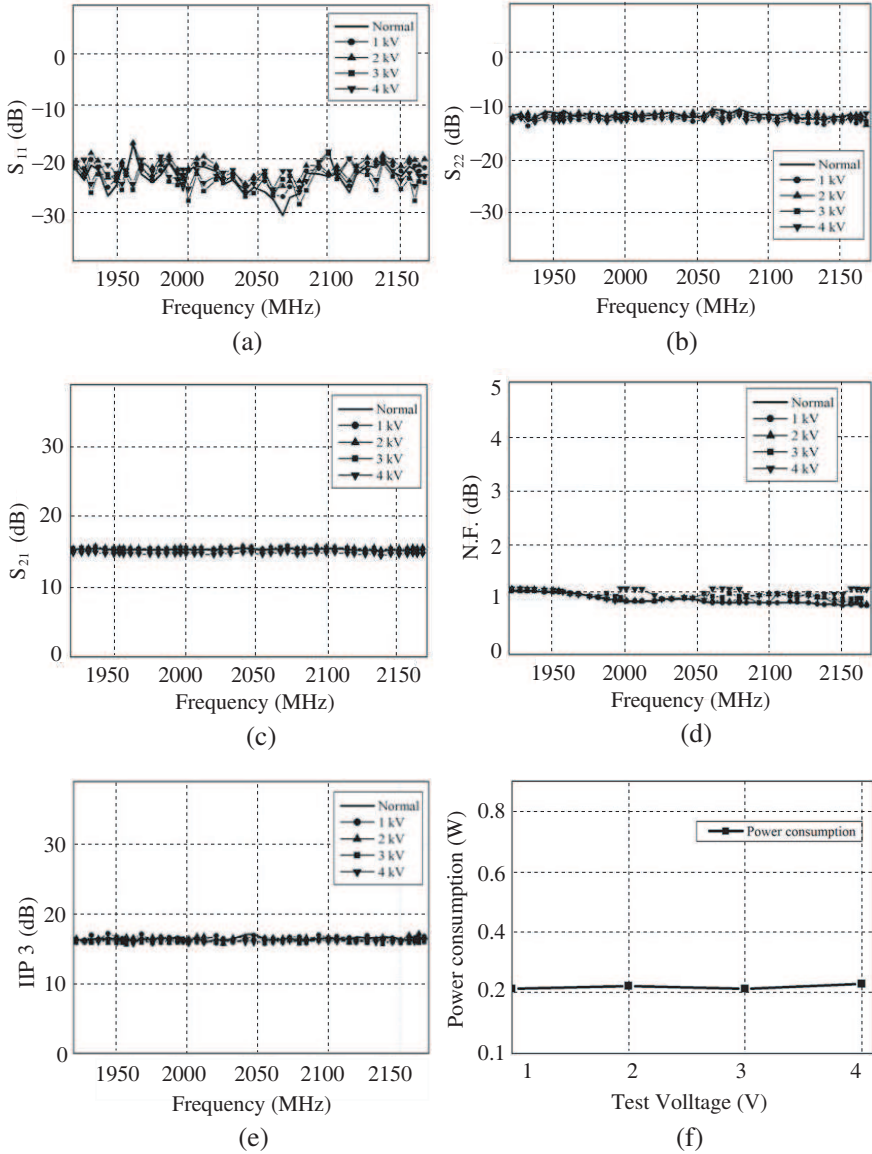 Normal
1 kV
2 kV
3 kV
4 kV
0
−10
−20
−30
S11 (dB)
1950 2000 2050 2100 2150
Frequency (MHz)
(a)
0
−10
−20
−30
S22 (dB)
Normal
1 kV
2 kV
3 kV
4 kV
1950 2000 2050 2100 2150
Frequency (MHz)
(b)
Normal
1 kV
2 kV
3 kV
4 kV
30
20
10
0
S21 (dB)
1950 2000 2050 2100 2150
Frequency (MHz)
(c)
Normal
1 kV
2 kV
3 kV
4 kV
5
4
3
2
1
0
N.F. (dB)
1950 2000 2050 2100 2150
Frequency (MHz)
(d)
Normal
1 kV
2 kV
3 kV
4 kV
30
20
10
0
IIP 3 (dB)
1950 2000 2050 2100 2150
Frequency (MHz)
(e)
0.8
0.6
0.4
0.2
0.1
Power consumption (W)
Power consumption
1 2 3 4
Test Volltage (V)
(f)